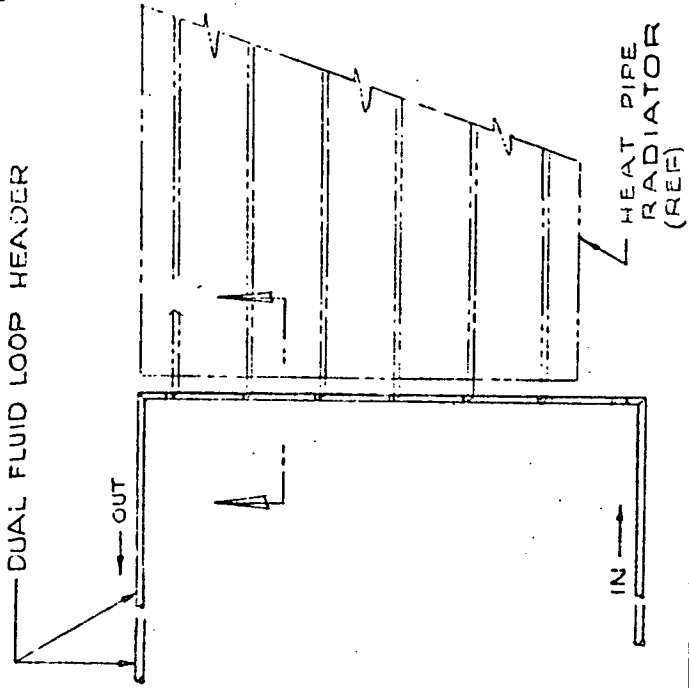 DUAL FLUID LOOP HEADER
OUT
IN
HEAT PIPE
RADIATOR
(REF)